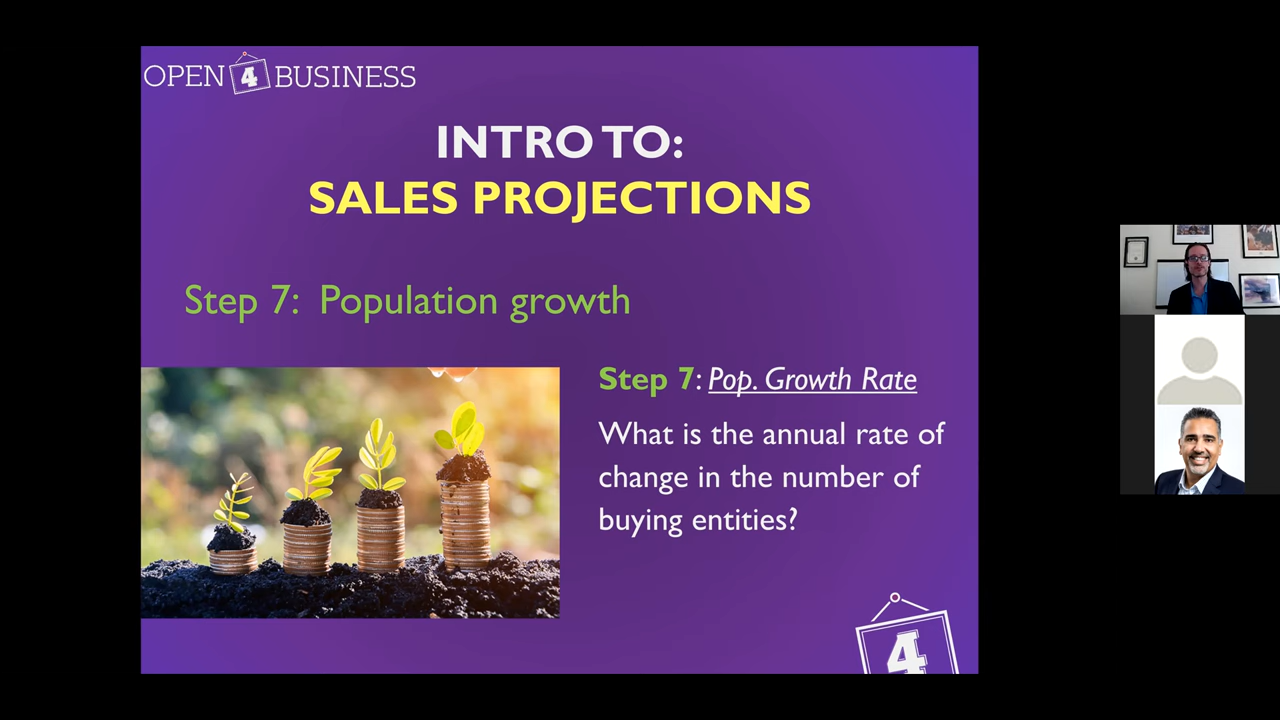 OPEN 4 BUSINESS
INTRO TO:
SALES PROJECTIONS
Step 7: Population growth
Step 7: Pop. Growth Rate
What is the annual rate of
change in the number of
buying entities?
4